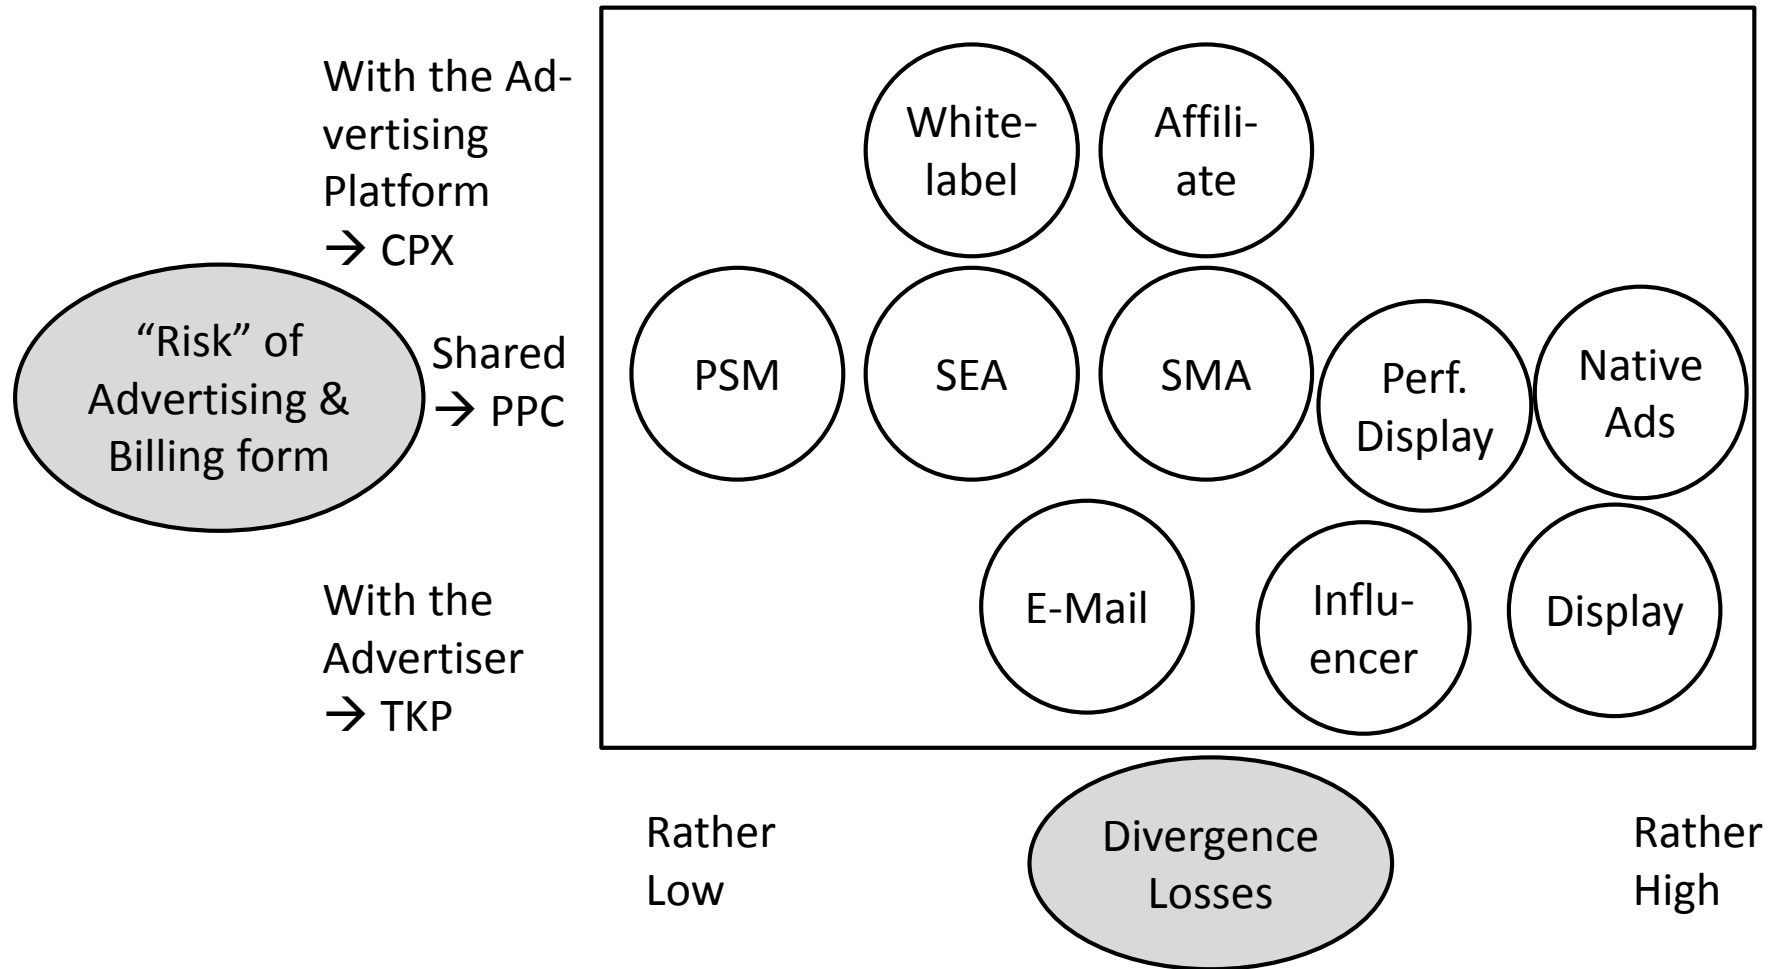 With the Ad-
vertising
Platform
→ CPX
White-
label
Affili-
ate
“Risk” of
Advertising &
Billing form
Shared
→ PPC
PSM
SEA
SMA
Perf.
Display
Native
Ads
With the
Advertiser
→ TKP
E-Mail
Influ-
encer
Display
Rather
Low
Divergence
Losses
Rather
High